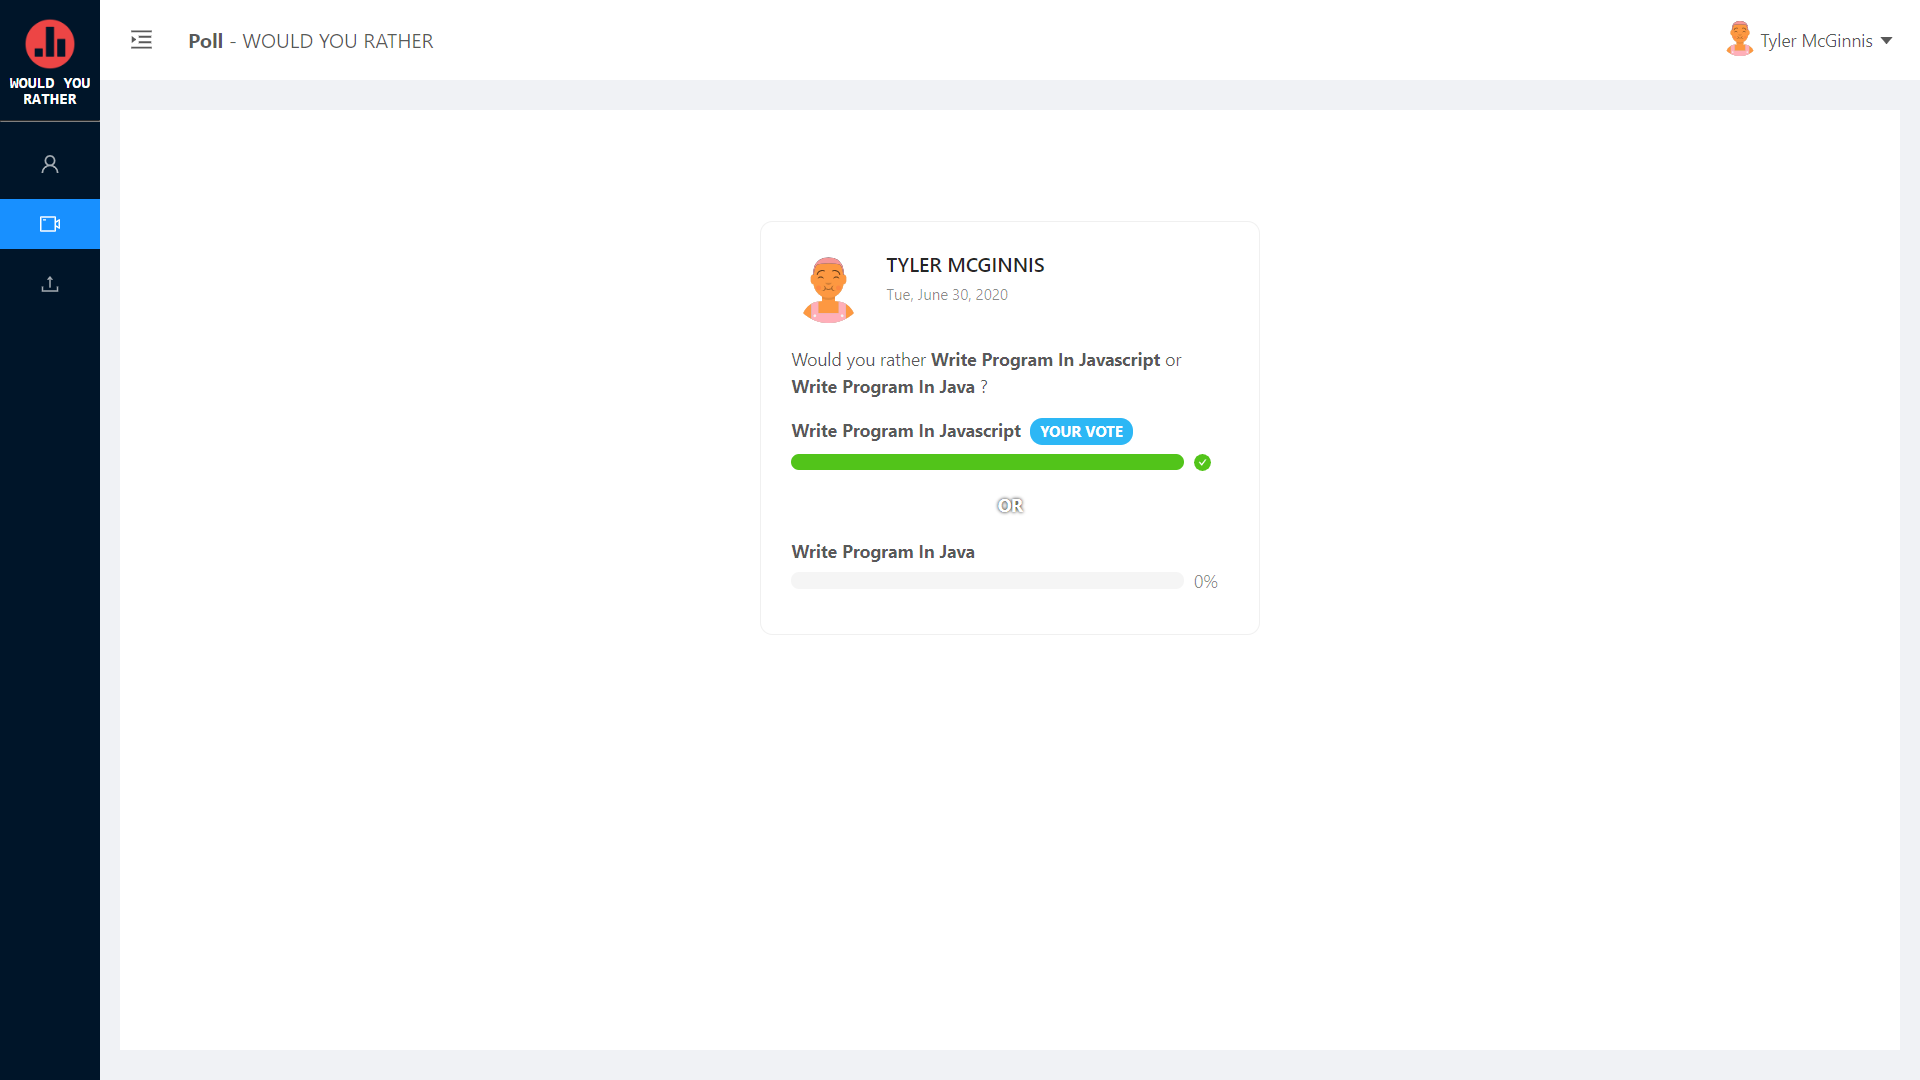 WOULD YOU
RATHER
Poll - WOULD YOU RATHER
Tyler McGinnis
TYLER MCGINNIS
Tue, June 30, 2020
Would you rather Write Program In Javascript or
Write Program In Java ?
Write Program In Javascript YOUR VOTE
OR
Write Program In Java
0%